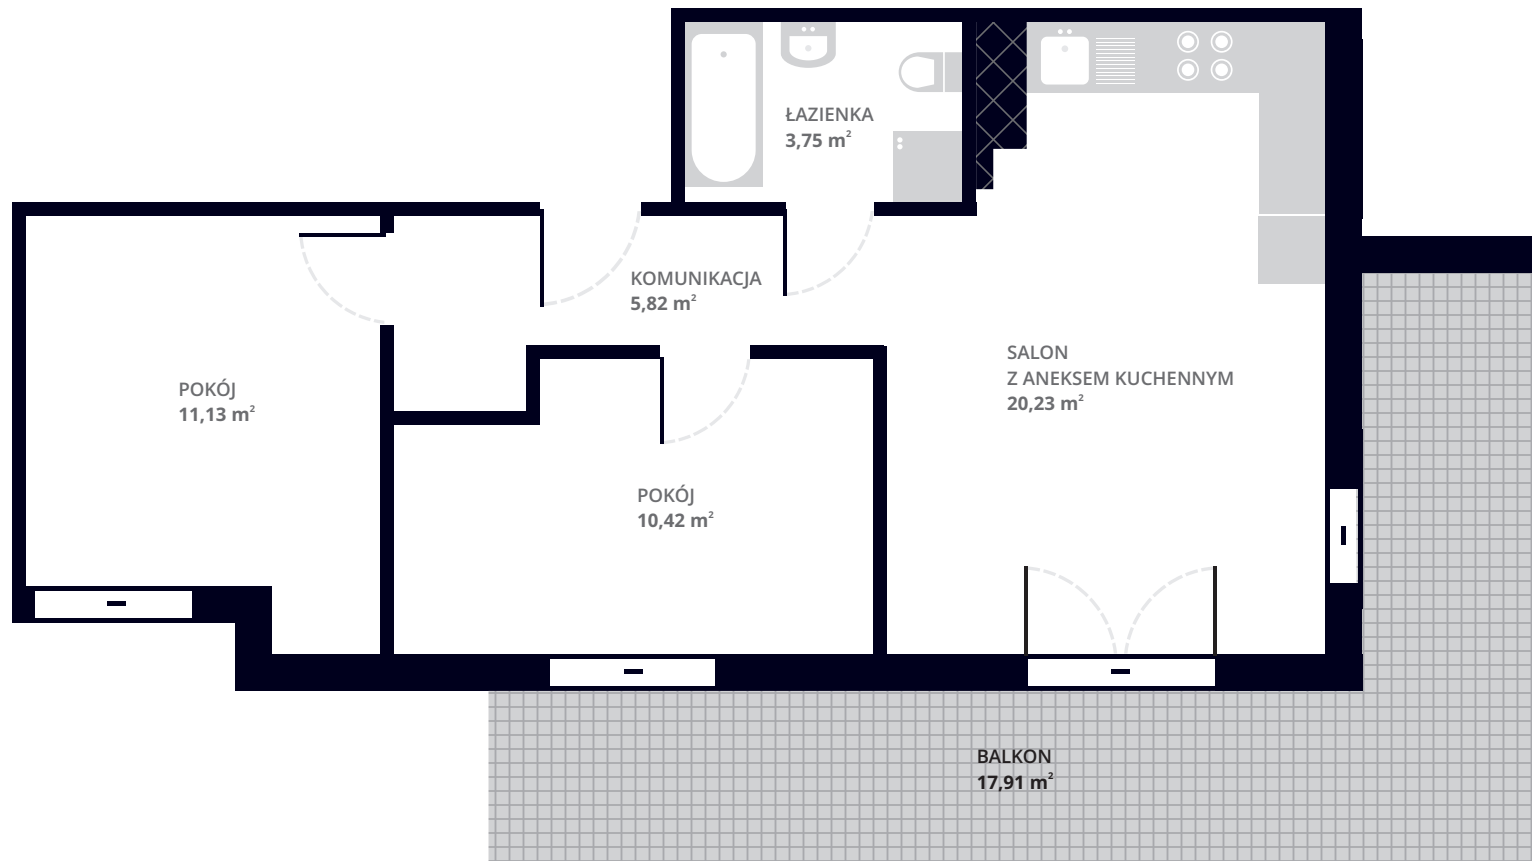 ŁAZIENKA
3,75 m²
KOMUNIKACJA
5,82 m²
SALON
Z ANEKSEM KUCHENNYM
20,23 m²
POKÓJ
11,13 m²
POKÓJ
10,42 m²
BALKON
17,91 m²